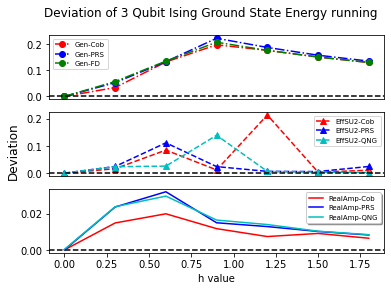 Deviation of 3 Qubit Ising Ground State Energy running
0.2
0.1
0.0
Gen-Cob
Gen-PRS
Gen-FD
0.2
0.1
0.0
EffSU2-Cob
EffSU2-PRS
EffSU2-QNG
Deviation
0.02
0.00
RealAmp-Cob
RealAmp-PRS
RealAmp-QNG
0.00 0.25 0.50 0.75 1.00 1.25 1.50 1.75
h value